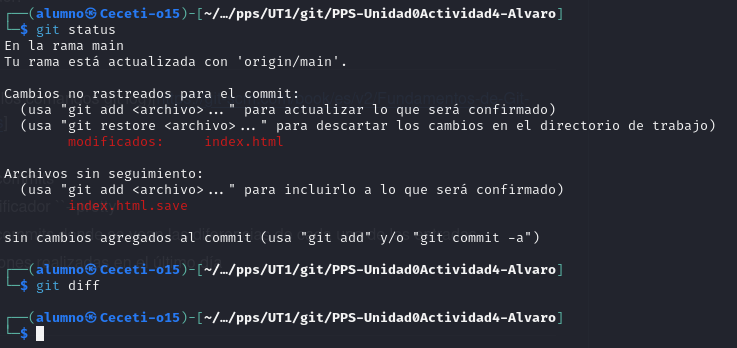 ┌──(alumno㉿Ceceti-o15)-[~/…/pps/UT1/git/PPS-Unidad0Actividad4-Alvaro]
└─$ git status
En la rama main
Tu rama está actualizada con 'origin/main'.
Cambios no rastreados para el commit:
  (usa "git add <archivo>..." para actualizar lo que será confirmado)
  (usa "git restore <archivo>..." para descartar los cambios en el directorio de trabajo)
        modificados:     index.html
Archivos sin seguimiento:
  (usa "git add <archivo>..." para incluirlo a lo que será confirmado)
        index.html.save
sin cambios agregados al commit (usa "git add" y/o "git commit -a")
┌──(alumno㉿Ceceti-o15)-[~/…/pps/UT1/git/PPS-Unidad0Actividad4-Alvaro]
└─$ git diff
┌──(alumno㉿Ceceti-o15)-[~/…/pps/UT1/git/PPS-Unidad0Actividad4-Alvaro]
└─$